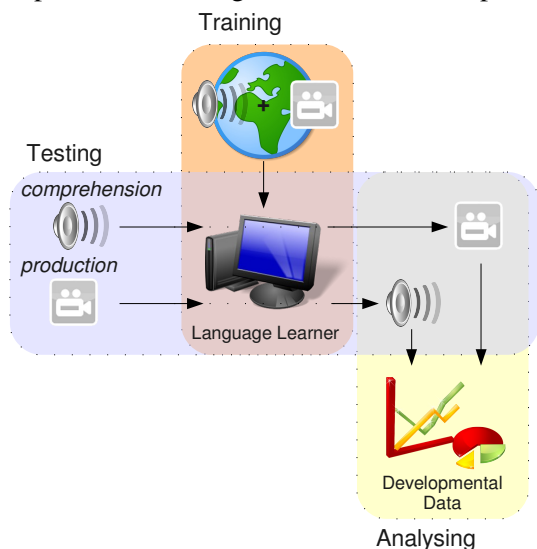 Training
Testing
comprehension
production
Language Learner
Developmental
Data
Analysing